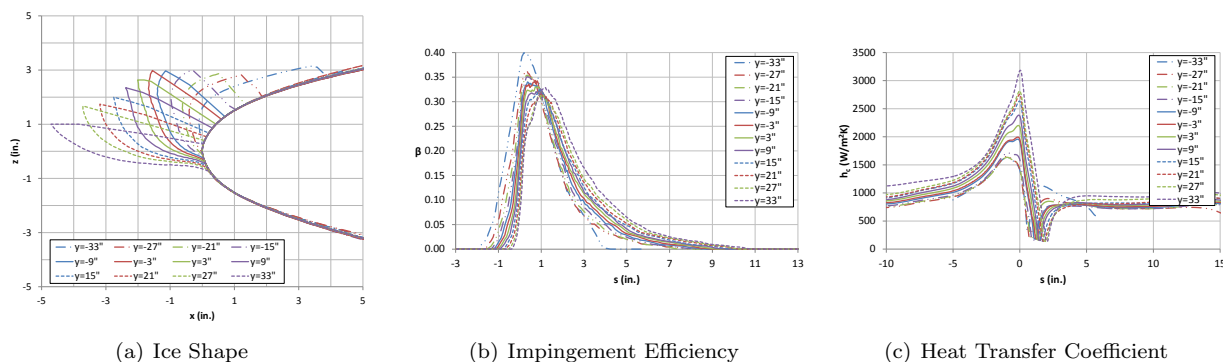 z (in.)
5
3
1
-1
-3
-5
y=-33" y=-27" y=-21" y=-15"
y=-9" y=-3" y=3" y=9"
y=15" y=21" y=27" y=33"
-5 -3 -1 1 3 5
x (in.)
(a) Ice Shape
β
0.40
0.35
0.30
0.25
0.20
0.15
0.10
0.05
0.00
y=-33"
y=-27"
y=-21"
y=-15"
y=-9"
y=-3"
y=3"
y=9"
y=15"
y=21"
y=27"
y=33"
-3 -1 1 3 5 7 9 11 13
s (in.)
(b) Impingement Efficiency
hc (W/m²K)
3500
3000
2500
2000
1500
1000
500
0
y=-33"
y=-27"
y=-21"
y=-15"
y=-9"
y=-3"
y=3"
y=9"
y=15"
y=21"
y=27"
y=33"
-10 -5 0 5 10 15
s (in.)
(c) Heat Transfer Coefficient